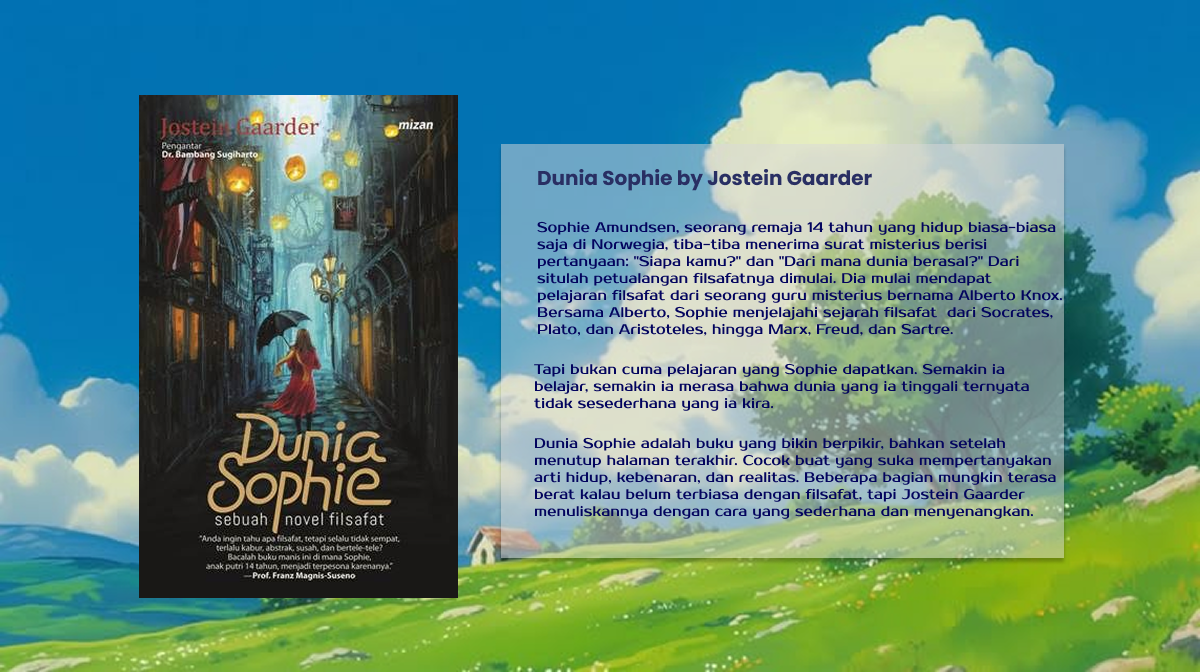 Jostein Gaarder
mizan
Pengantar
Dr. Bambang Sugiharto
Dunia
Sophie
sebuah novel filsafat
"Anda ingin tahu apa filsafat, tetapi selalu tidak sempat,
terlalu kabur, abstrak, susah, dan bertele-tele?
Bacalah buku manis ini di mana Sophie,
anak putri 14 tahun, menjadi terpesona karenanya."
—Prof. Franz Magnis-Suseno
Dunia Sophie by Jostein Gaarder
Sophie Amundsen, seorang remaja 14 tahun yang hidup biasa-biasa
saja di Norwegia, tiba-tiba menerima surat misterius berisi
pertanyaan: "Siapa kamu?" dan "Dari mana dunia berasal?" Dari
situlah petualangan filsafatnya dimulai. Dia mulai mendapat
pelajaran filsafat dari seorang guru misterius bernama Alberto Knox.
Bersama Alberto, Sophie menjelajahi sejarah filsafat  dari Socrates,
Plato, dan Aristoteles, hingga Marx, Freud, dan Sartre.
Tapi bukan cuma pelajaran yang Sophie dapatkan. Semakin ia
belajar, semakin ia merasa bahwa dunia yang ia tinggali ternyata
tidak sesederhana yang ia kira.
Dunia Sophie adalah buku yang bikin berpikir, bahkan setelah
menutup halaman terakhir. Cocok buat yang suka mempertanyakan
arti hidup, kebenaran, dan realitas. Beberapa bagian mungkin terasa
berat kalau belum terbiasa dengan filsafat, tapi Jostein Gaarder
menuliskannya dengan cara yang sederhana dan menyenangkan.